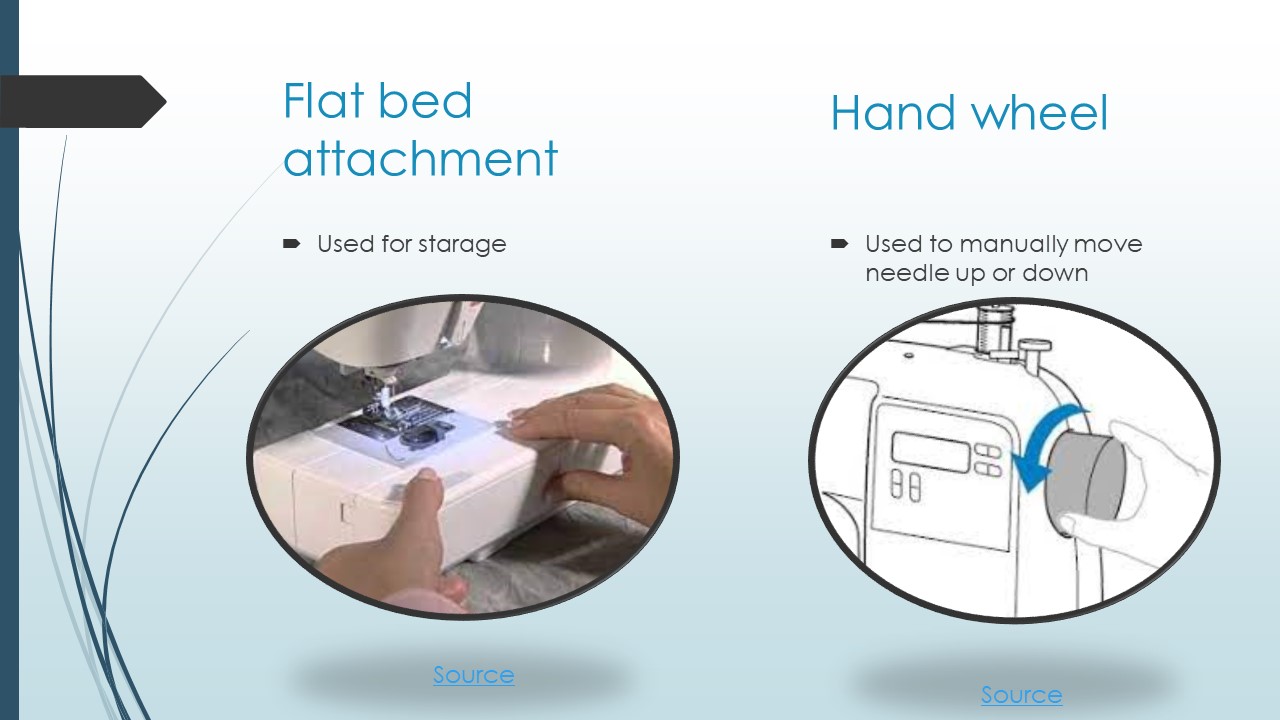 Flat bed
attachment
Used for starage
Source
Hand wheel
Used to manually move
needle up or down
Source